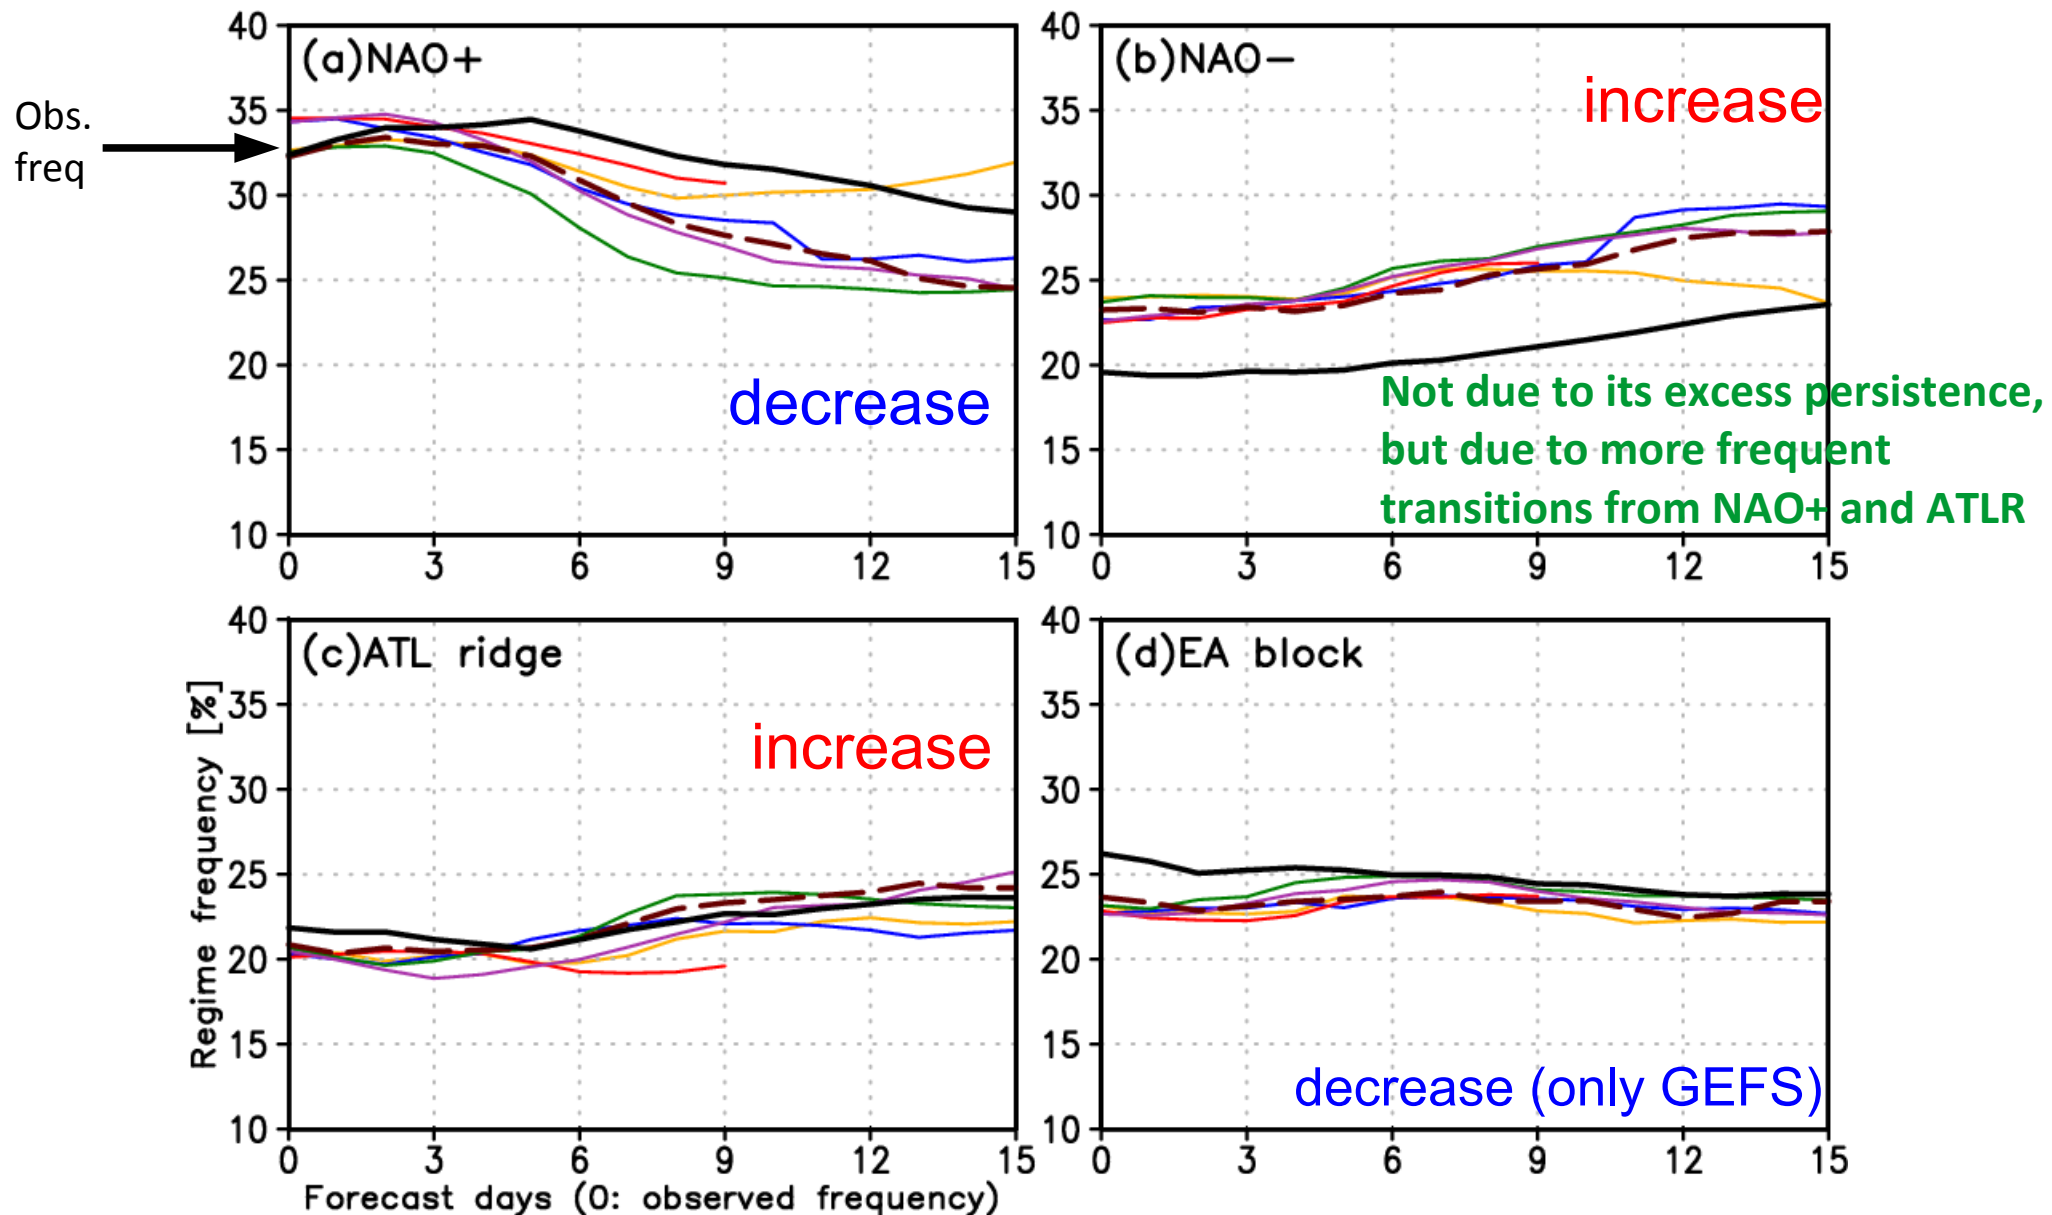 Obs.
freq
40
35
30
25
20
15
10
(a)NAO+
decrease
0 3 6 9 12 15
40
35
30
25
20
15
10
(b)NAO−
increase
Not due to its excess persistence,
but due to more frequent
transitions from NAO+ and ATLR
0 3 6 9 12 15
Regime frequency [%]
40
35
30
25
20
15
10
(c)ATL ridge
increase
0 3 6 9 12 15
Forecast days (0: observed frequency)
40
35
30
25
20
15
10
(d)EA block
decrease (only GEFS)
0 3 6 9 12 15